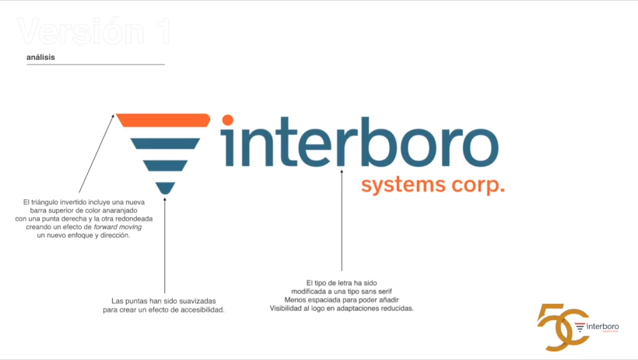 Versión 1
análisis
interboro
systems corp.
El triángulo invertido incluye una nueva
barra superior de color anaranjado
con una punta derecha y la otra redondeada
creando un efecto de forward moving
un nuevo enfoque y dirección.
Las puntas han sido suavizadas
para crear un efecto de accesibilidad.
El tipo de letra ha sido
modificada a una tipo sans serif
Menos espaciada para poder añadir
Visibilidad al logo en adaptaciones reducidas.
50
interboro